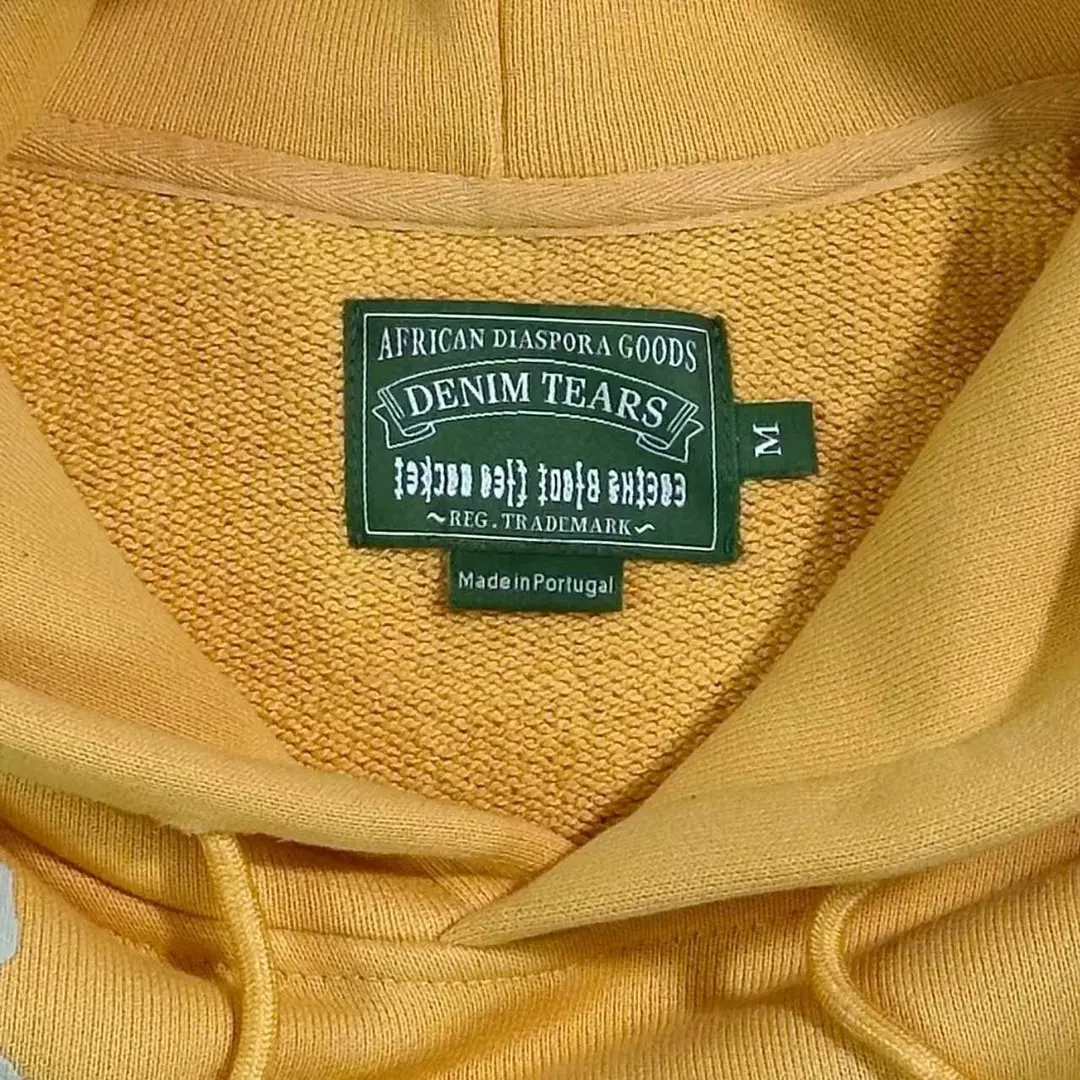 AFRICAN DIASPORA GOODS
DENIM TEARS
~REG. TRADEMARK~
M
Made in Portugal